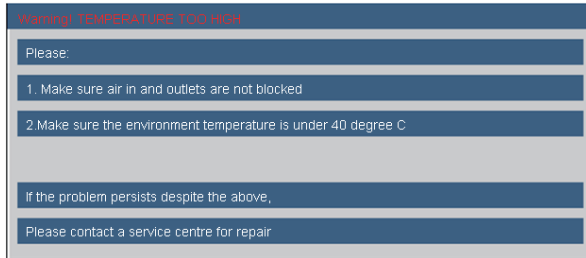 Warning! TEMPERATURE TOO HIGH
Please:
1. Make sure air in and outlets are not blocked
2.Make sure the environment temperature is under 40 degree C
If the problem persists despite the above,
Please contact a service centre for repair